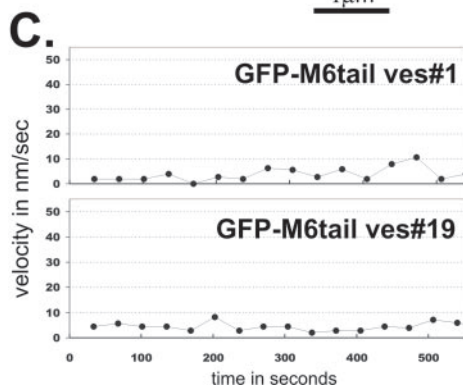 1µm
C.
GFP-M6tail ves#1
50
40
30
20
10
0
GFP-M6tail ves#19
50
40
30
20
10
0
velocity in nm/sec
0 100 200 300 400 500
time in seconds